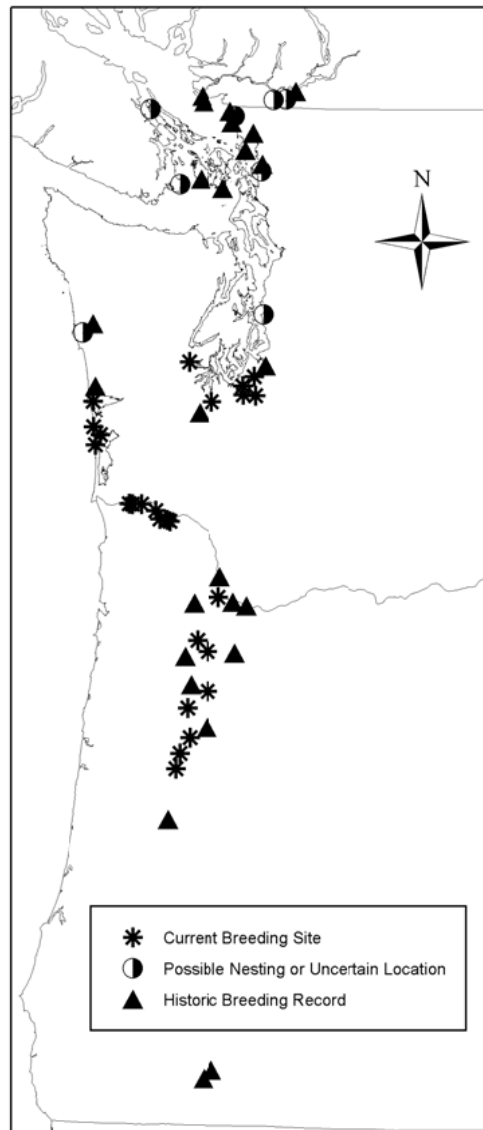 N
Current Breeding Site
Possible Nesting or Uncertain Location
Historic Breeding Record